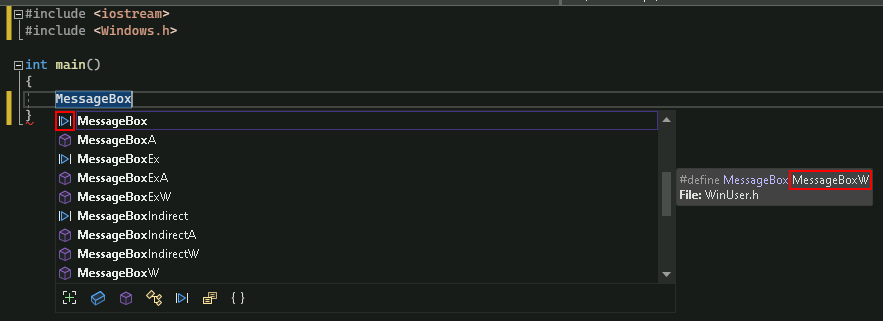 #include <iostream>
#include <Windows.h>
int main()
{
MessageBox
}
MessageBox
MessageBoxA
MessageBoxEx
MessageBoxExA
MessageBoxExW
MessageBoxIndirect
MessageBoxIndirectA
MessageBoxIndirectW
MessageBoxW
{ }
#define MessageBox MessageBoxW
File: WinUser.h